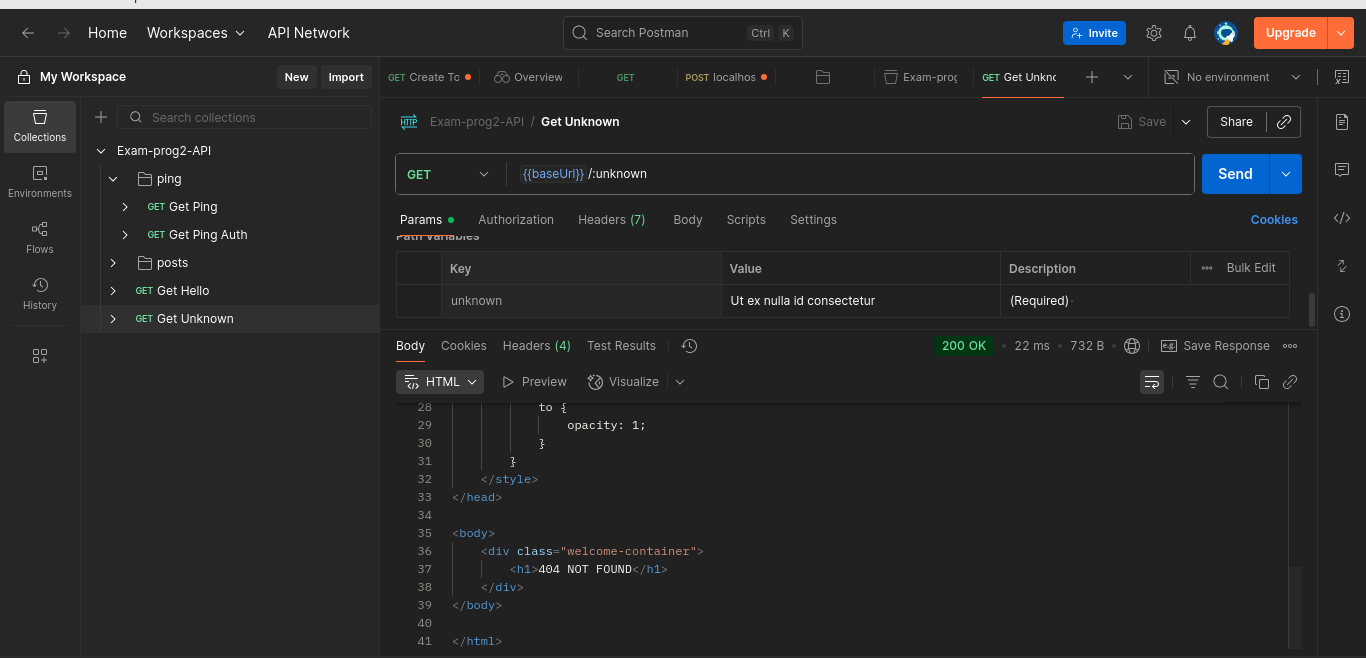 Home Workspaces API Network Search Postman Ctrl K Invite Upgrade
My Workspace New Import GET Create To Overview GET POST localhos Exam-prog GET Get Unkno No environment
Collections
Environments
Flows
History
Search collections
Exam-prog2-API
ping
GET Get Ping
GET Get Ping Auth
posts
GET Get Hello
GET Get Unknown
HTTP Exam-prog2-API / Get Unknown Save Share
GET {{baseUrl}} /:unknown Send
Params Authorization Headers (7) Body Scripts Settings Cookies
Path Variables
Key Value Description Bulk Edit
unknown Ut ex nulla id consectetur (Required)
Body Cookies Headers (4) Test Results 200 OK 22 ms 732 B e.g. Save Response
HTML Preview Visualize
28 to {
29 opacity: 1;
30 }
31 }
32 </style>
33 </head>
34
35 <body>
36 <div class="welcome-container">
37 <h1>404 NOT FOUND</h1>
38 </div>
39 </body>
40
41 </html>